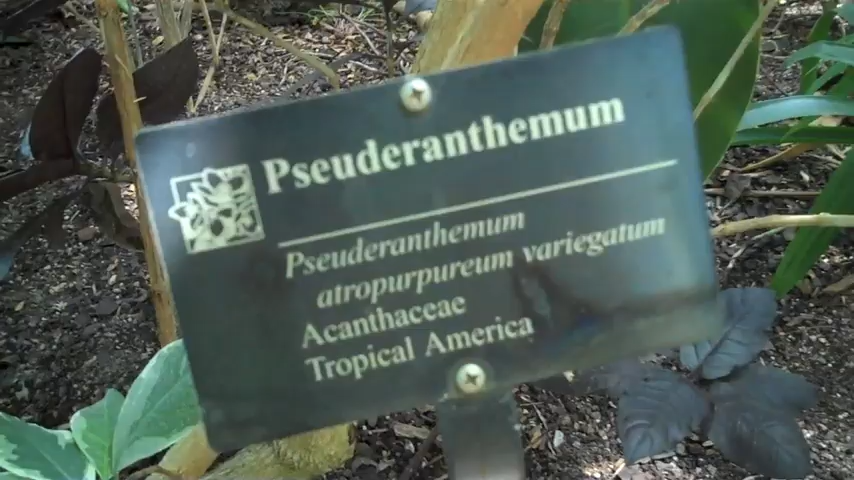 Pseuderanthemum
Pseuderanthemum
atropurpureum variegatum
Acanthaceae
Tropical America